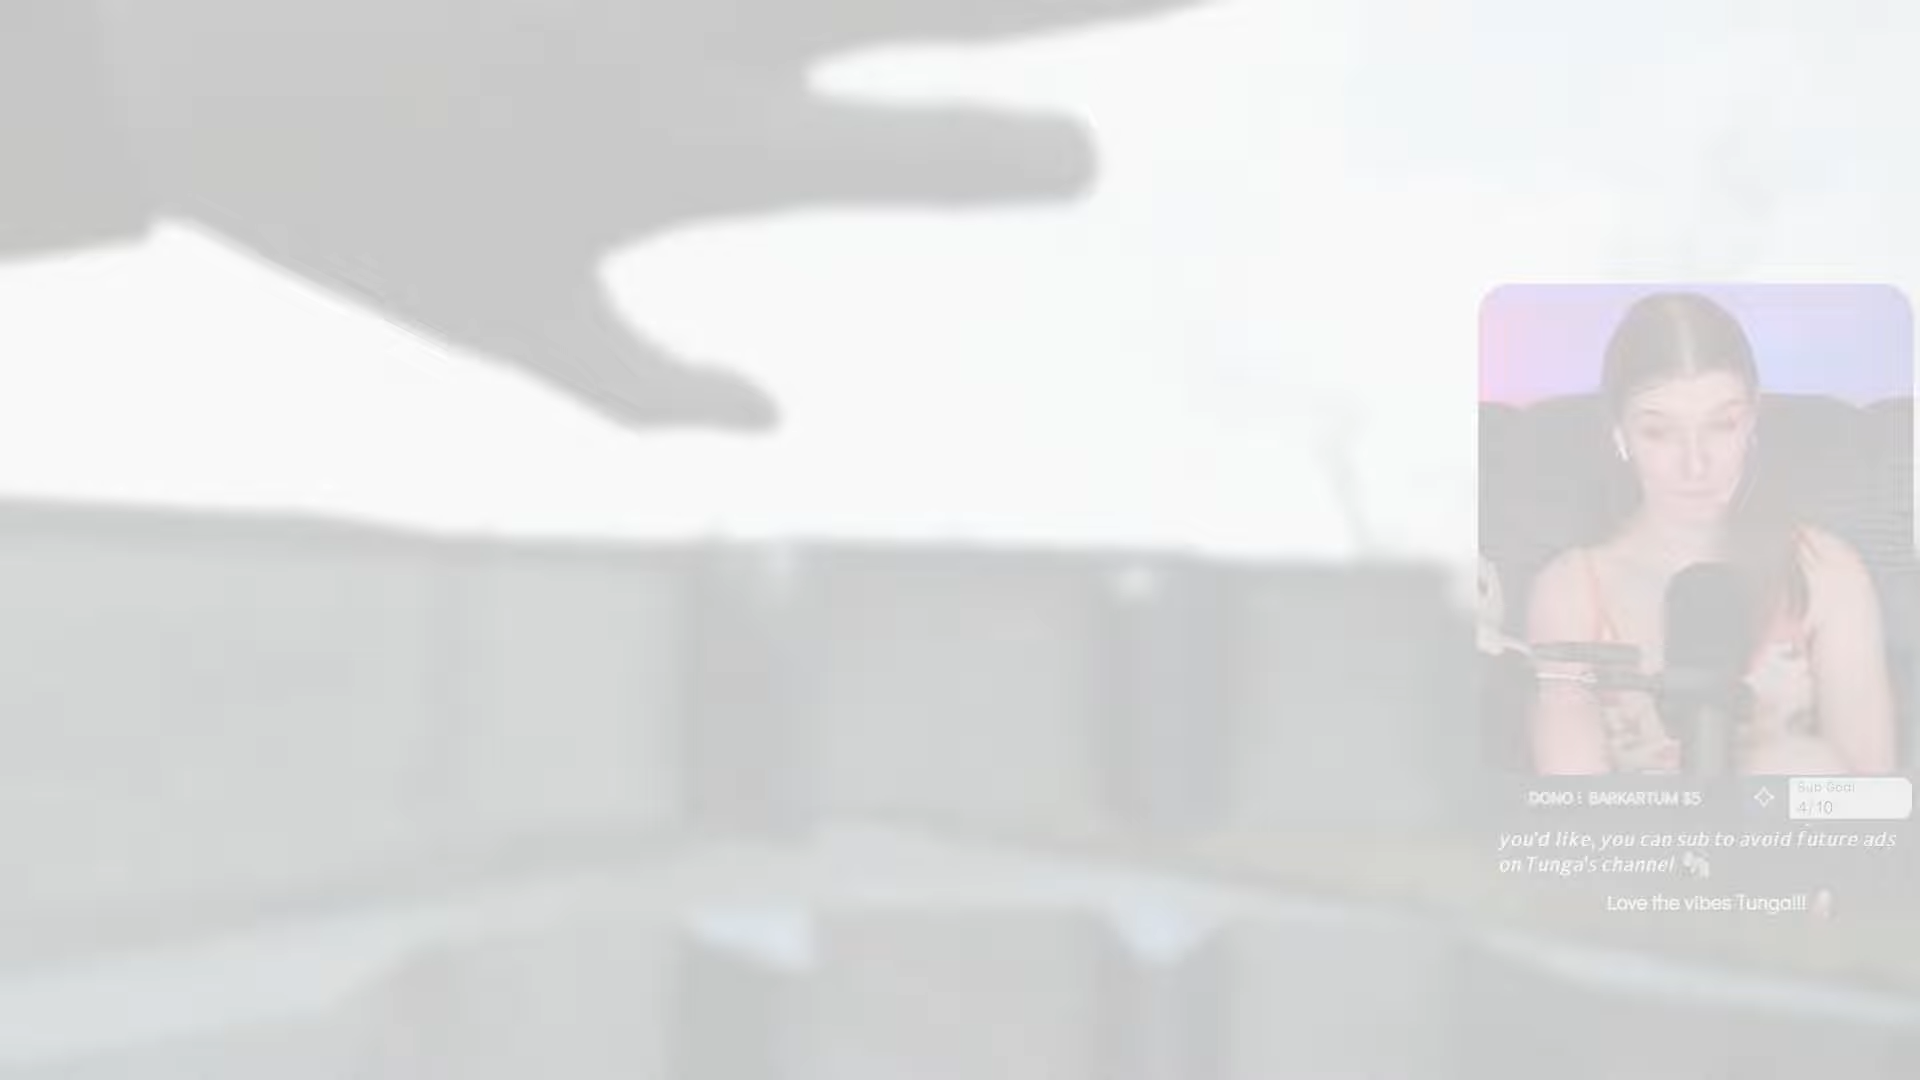 DONO : BARKARTUM $5
Sub Goal
4/10
you'd like, you can sub to avoid future ads
on Tunga's channel
Love the vibes Tunga!!!